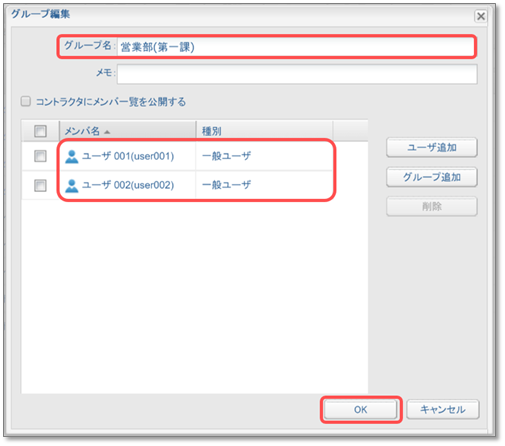 グループ編集
グループ名: 営業部(第一課)
メモ:
コントラクタにメンバ一覧を公開する
メンバ名 種別
ユーザ 001(user001) 一般ユーザ
ユーザ 002(user002) 一般ユーザ
ユーザ追加
グループ追加
削除
OK キャンセル